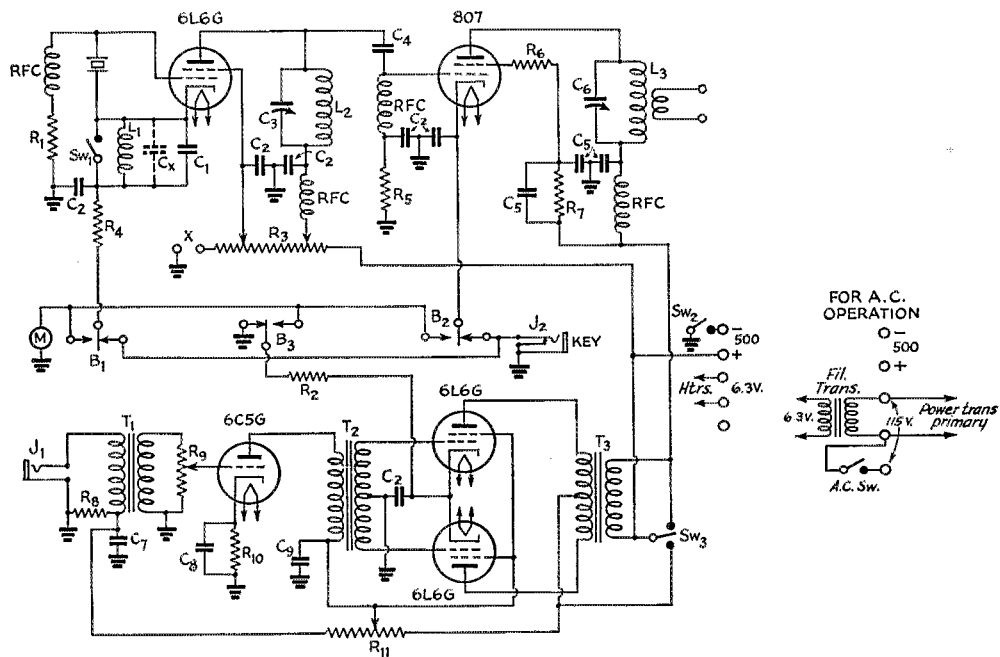 6L6G
807
C4
R6
RFC
L2
C3
C6
L3
RFC
C2
R1
Sw1
L1
Cx
C1
C2
C2
C5
C2
R4
RFC
R5
C5
R7
RFC
X
R3
FOR A.C.
OPERATION
M
B1
B3
B2
J2
KEY
Sw2
−
500
+
Htrs.
6.3V.
−
500
+
R2
Fil.
Trans.
6.3V.
115V.
Power trans
primary
A.C. Sw.
6C5G
6L6G
T1
T2
T3
J1
R9
C2
R8
C7
C8
R10
C9
Sw3
6L6G
R11